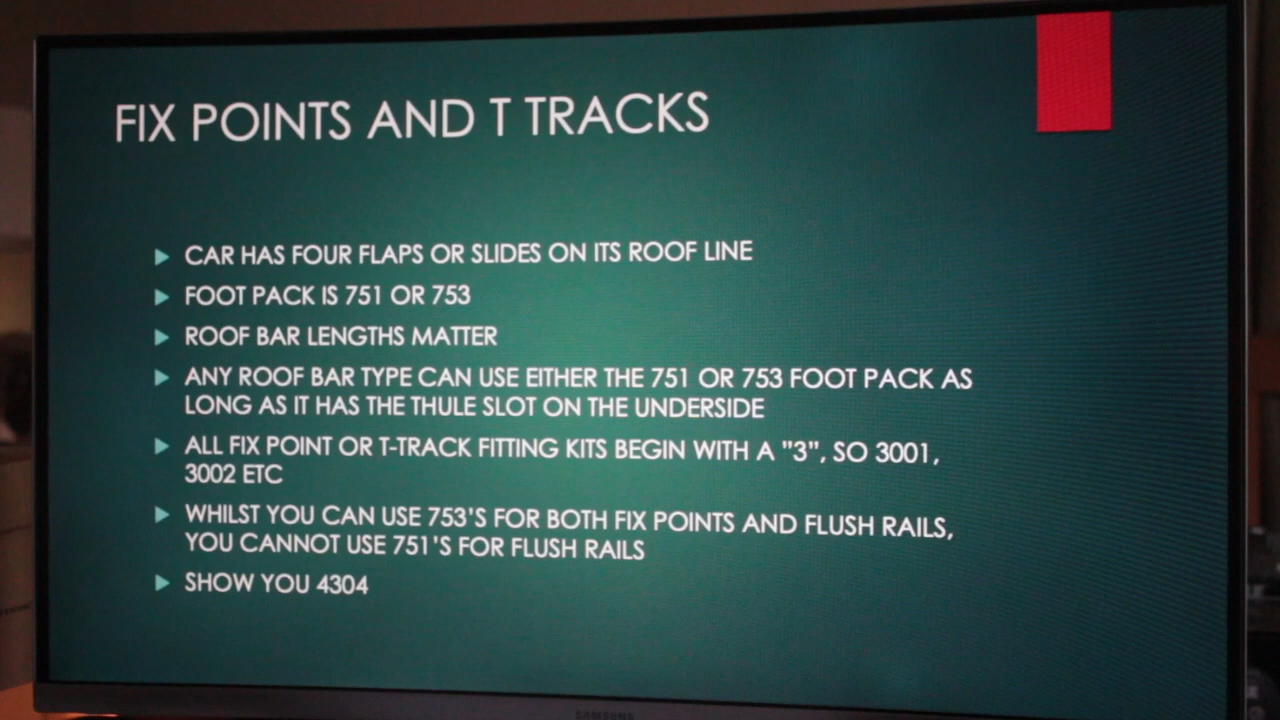 FIX POINTS AND T TRACKS
CAR HAS FOUR FLAPS OR SLIDES ON ITS ROOF LINE
FOOT PACK IS 751 OR 753
ROOF BAR LENGTHS MATTER
ANY ROOF BAR TYPE CAN USE EITHER THE 751 OR 753 FOOT PACK AS
LONG AS IT HAS THE THULE SLOT ON THE UNDERSIDE
ALL FIX POINT OR T-TRACK FITTING KITS BEGIN WITH A "3", SO 3001,
3002 ETC
WHILST YOU CAN USE 753'S FOR BOTH FIX POINTS AND FLUSH RAILS,
YOU CANNOT USE 751'S FOR FLUSH RAILS
SHOW YOU 4304
SAMSUNG